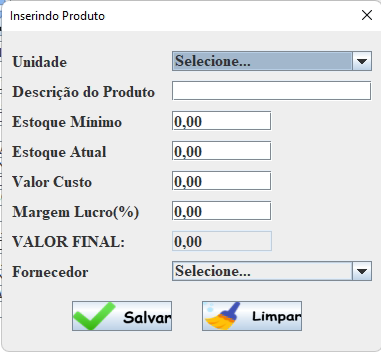 Inserindo Produto
Unidade Selecione...
Descrição do Produto
Estoque Mínimo 0,00
Estoque Atual 0,00
Valor Custo 0,00
Margem Lucro(%) 0,00
VALOR FINAL: 0,00
Fornecedor Selecione...
Salvar Limpar